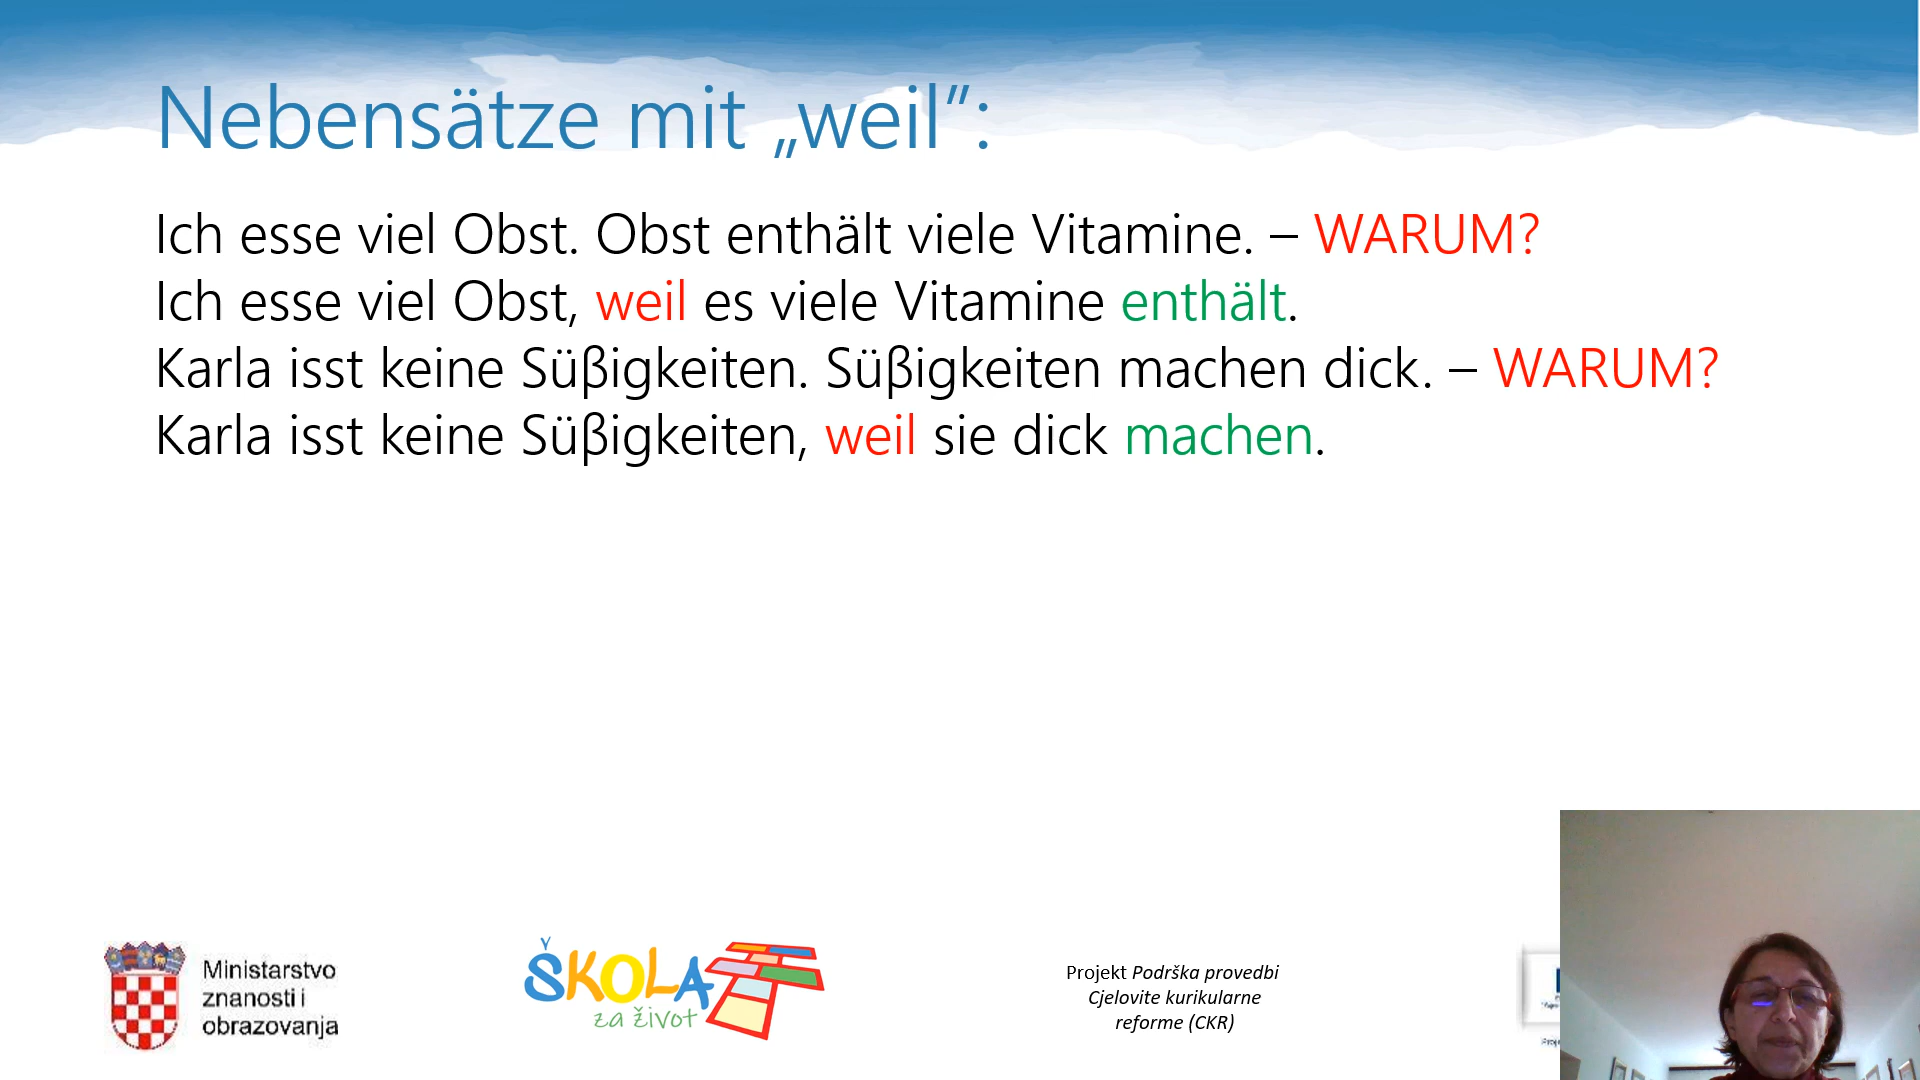 Nebensätze mit „weil”:
Ich esse viel Obst. Obst enthält viele Vitamine. – WARUM?
Ich esse viel Obst, weil es viele Vitamine enthält.
Karla isst keine Süβigkeiten. Süβigkeiten machen dick. – WARUM?
Karla isst keine Süβigkeiten, weil sie dick machen.
Ministarstvo
znanosti i
obrazovanja
ŠKOLA
za život
Projekt Podrška provedbi
Cjelovite kurikularne
reforme (CKR)